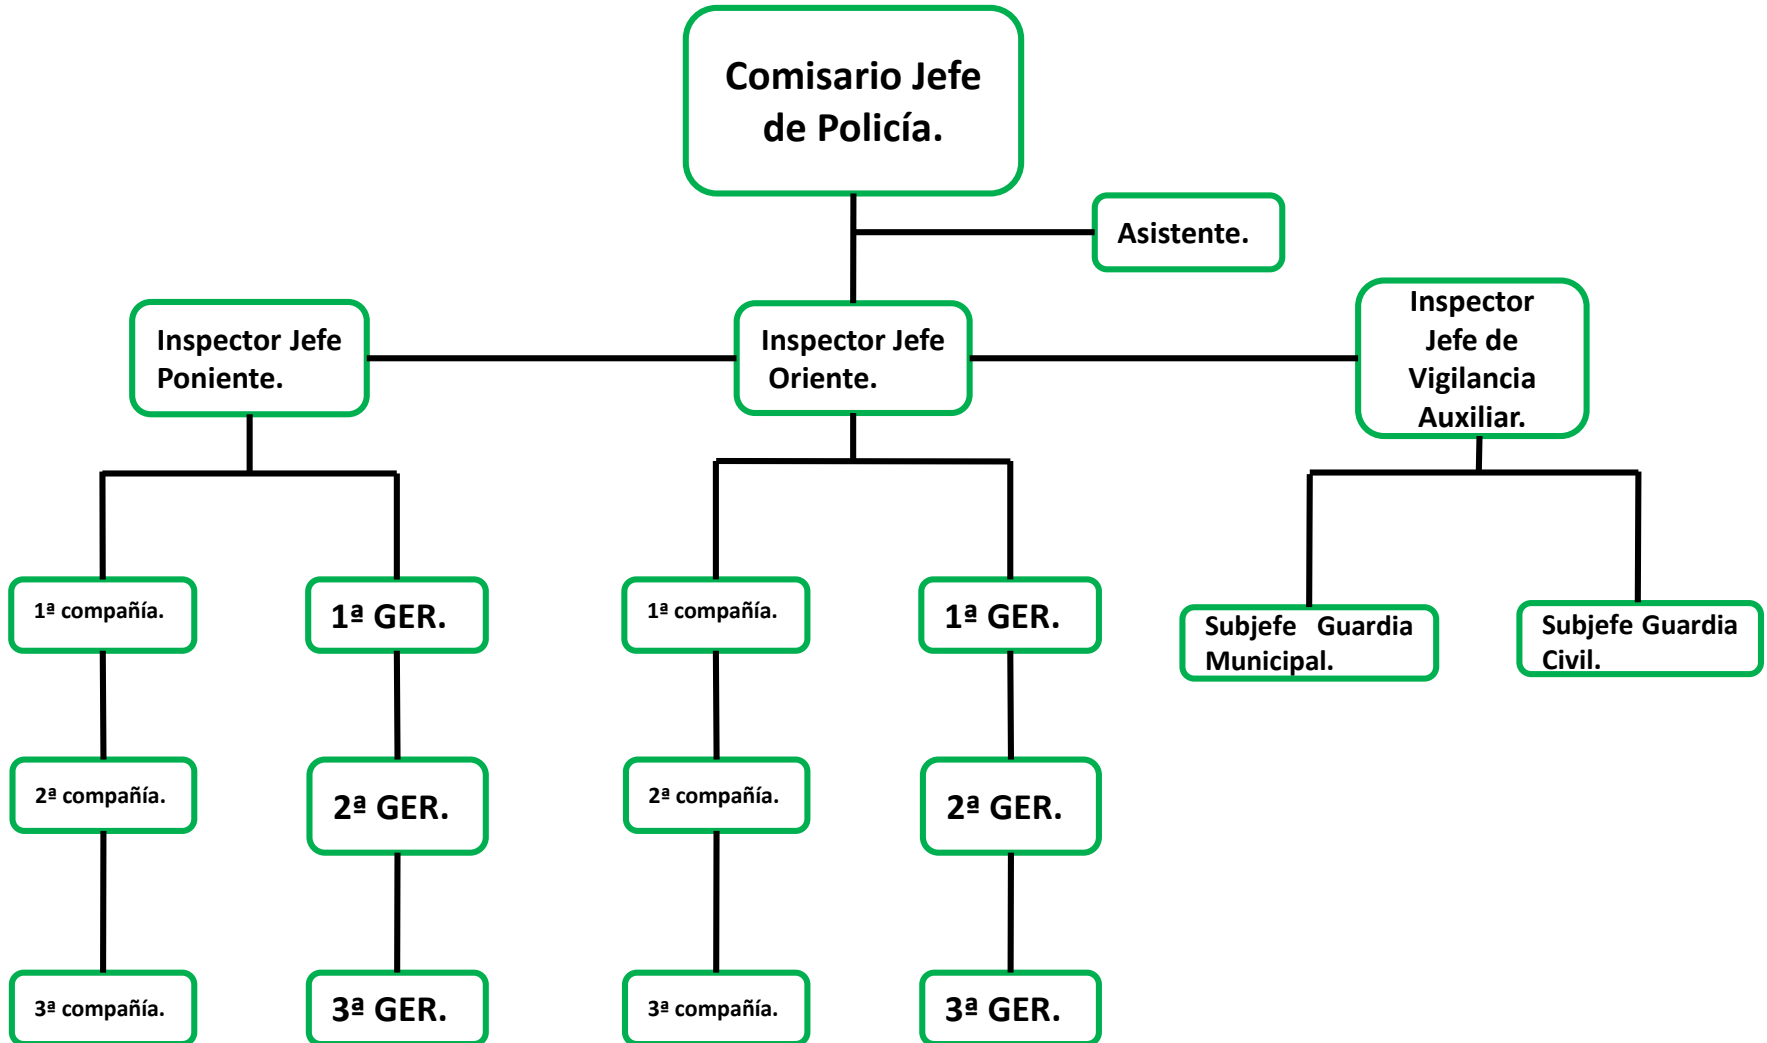 Comisario Jefe
de Policía.
Asistente.
Inspector Jefe
Poniente.
Inspector Jefe
Oriente.
Inspector
Jefe de
Vigilancia
Auxiliar.
1ª compañía.
1ª GER.
1ª compañía.
1ª GER.
Subjefe Guardia
Municipal.
Subjefe Guardia
Civil.
2ª compañía.
2ª GER.
2ª compañía.
2ª GER.
3ª compañía.
3ª GER.
3ª compañía.
3ª GER.